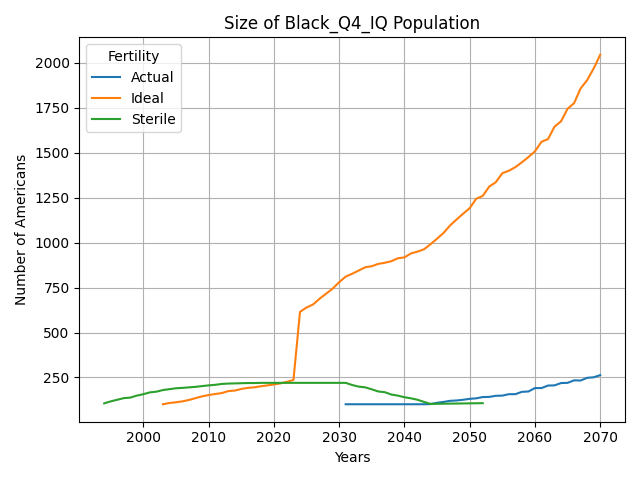 Size of Black_Q4_IQ Population
Fertility
Actual
Ideal
Sterile
Number of Americans
2000
1750
1500
1250
1000
750
500
250
2000
2010
2020
2030
2040
2050
2060
2070
Years